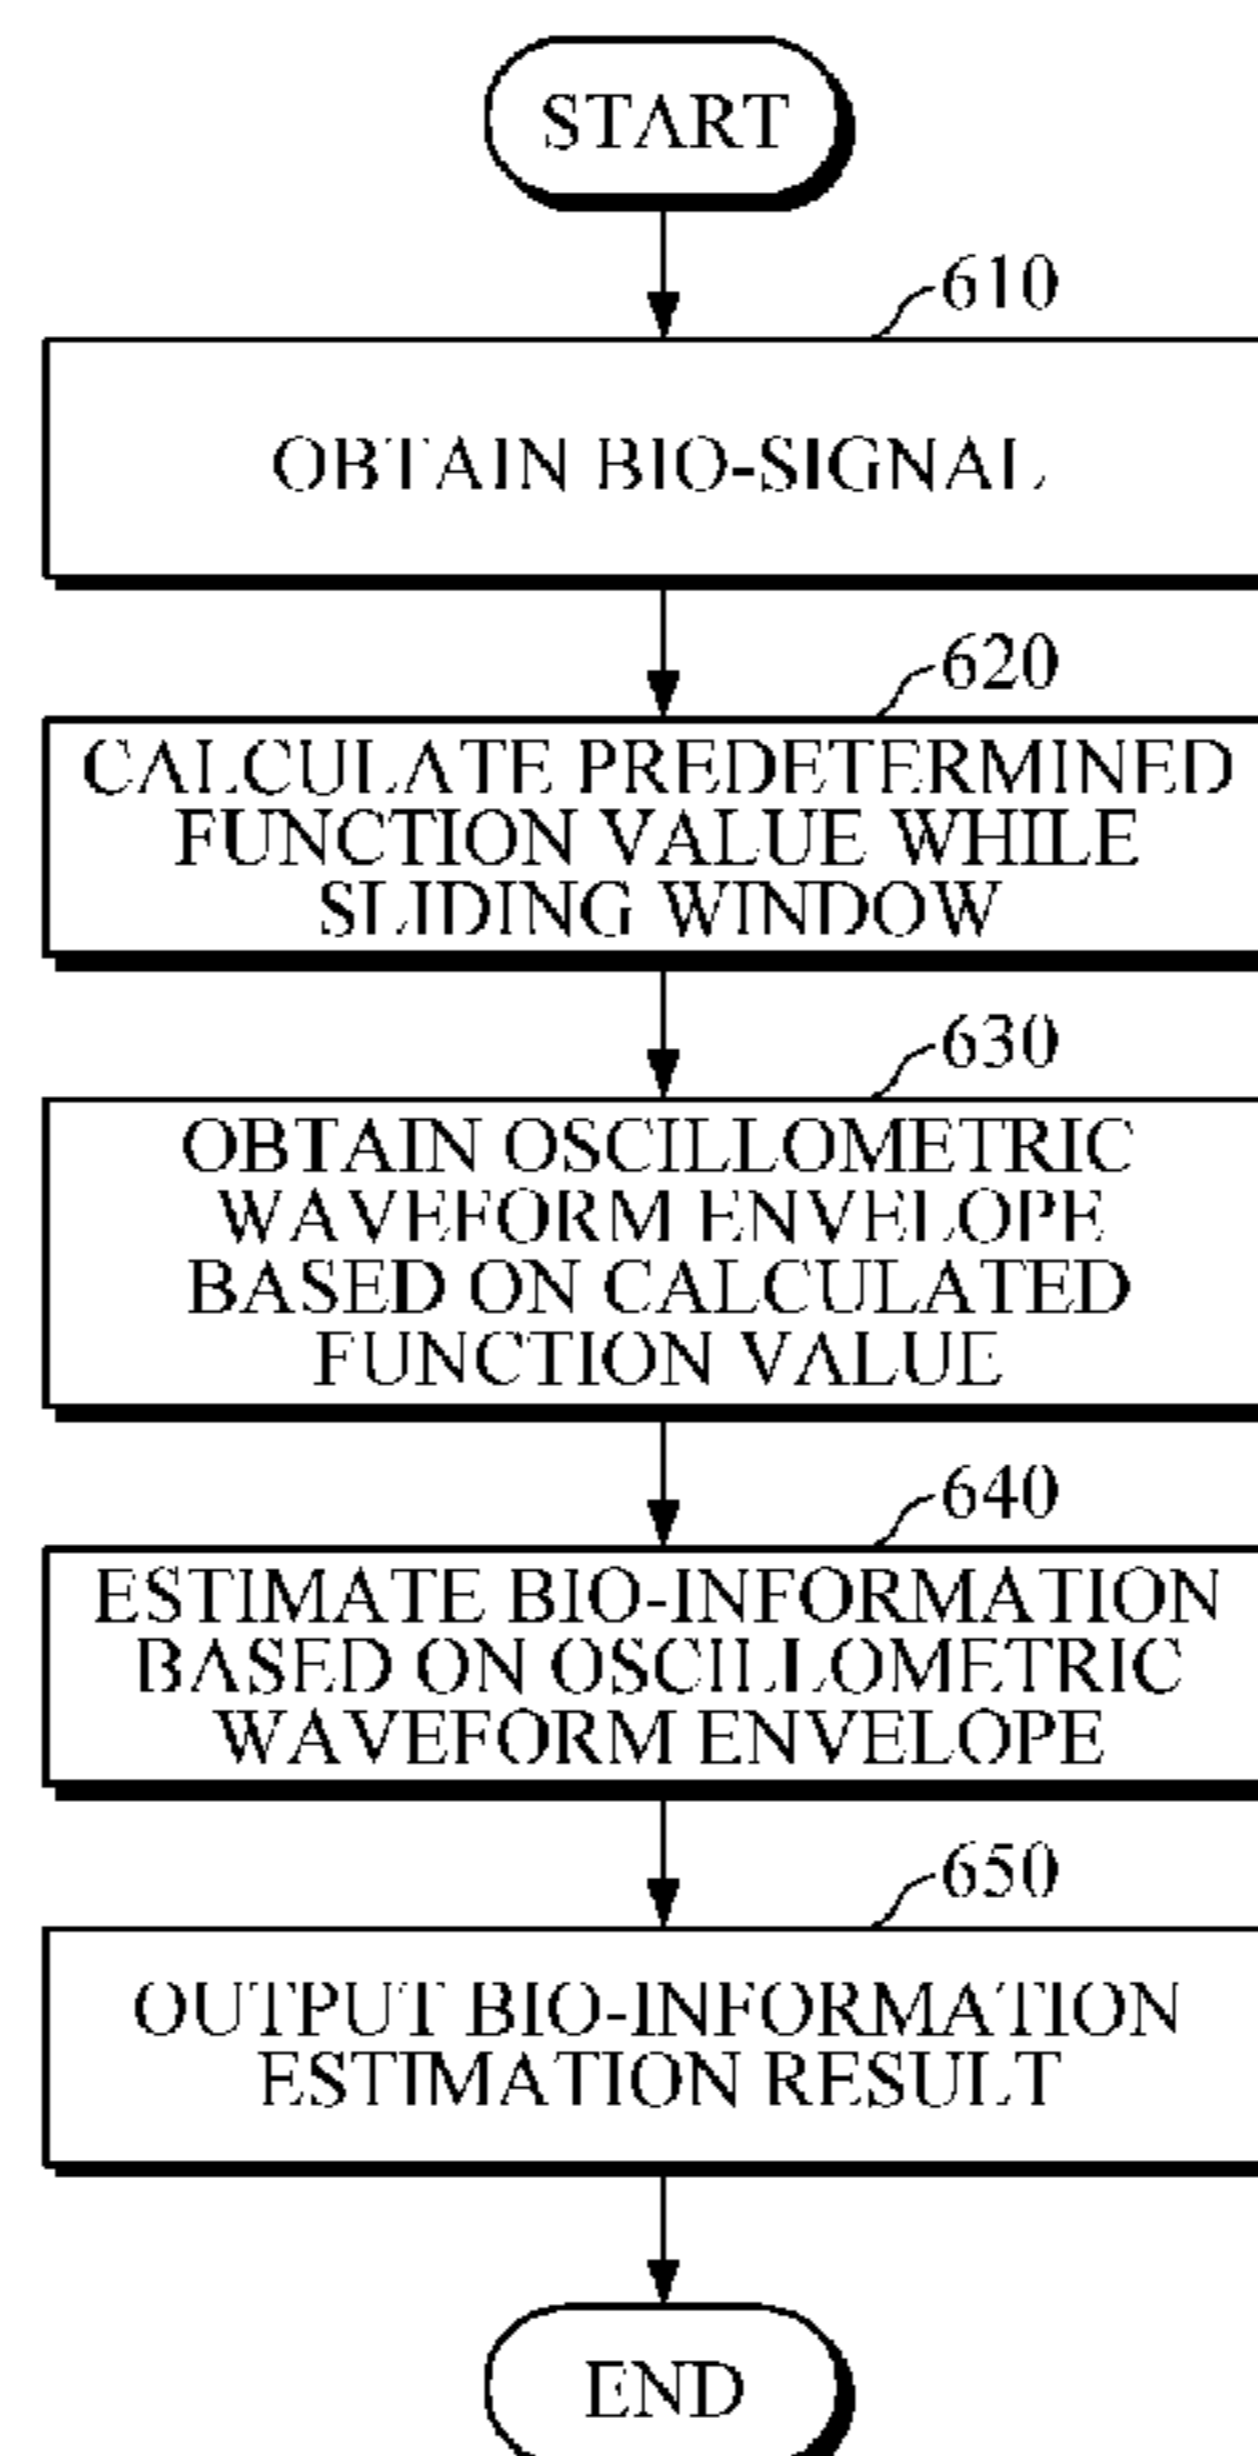 START
610
OBTAIN BIO-SIGNAL
620
CALCULATE PREDETERMINED
FUNCTION VALUE WHILE
SLIDING WINDOW
630
OBTAIN OSCILLOMETRIC
WAVEFORM ENVELOPE
BASED ON CALCULATED
FUNCTION VALUE
640
ESTIMATE BIO-INFORMATION
BASED ON OSCILLOMETRIC
WAVEFORM ENVELOPE
650
OUTPUT BIO-INFORMATION
ESTIMATION RESULT
END